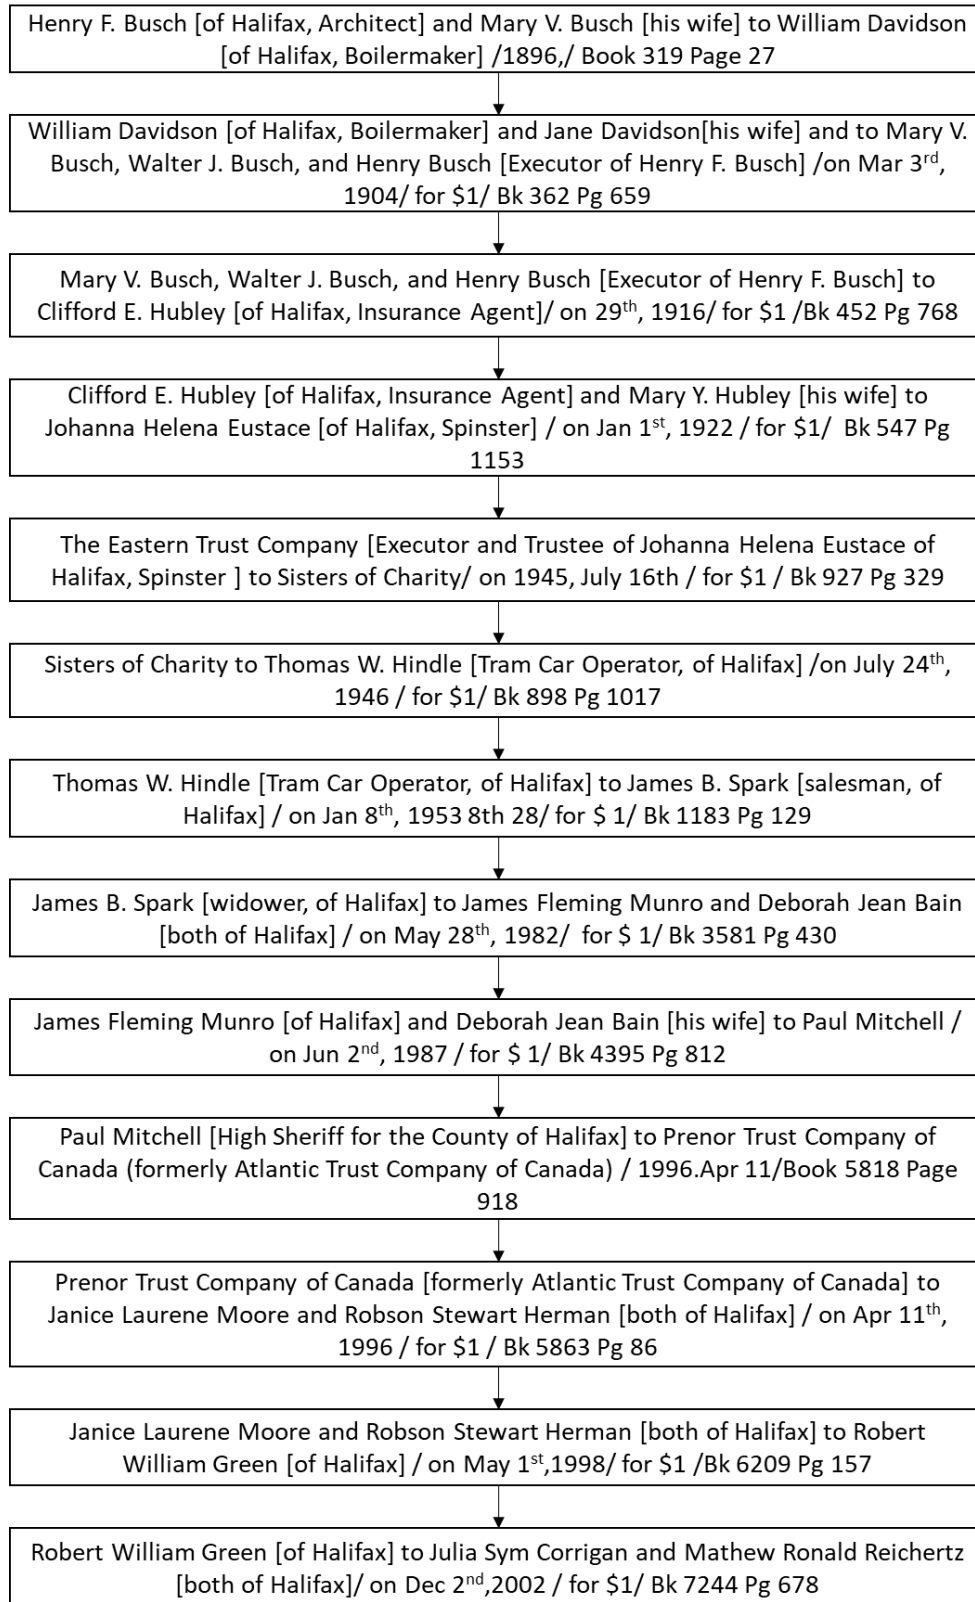 Henry F. Busch [of Halifax, Architect] and Mary V. Busch [his wife] to William Davidson
[of Halifax, Boilermaker] /1896,/ Book 319 Page 27
William Davidson [of Halifax, Boilermaker] and Jane Davidson[his wife] and to Mary V.
Busch, Walter J. Busch, and Henry Busch [Executor of Henry F. Busch] /on Mar 3rd,
1904/ for $1/ Bk 362 Pg 659
Mary V. Busch, Walter J. Busch, and Henry Busch [Executor of Henry F. Busch] to
Clifford E. Hubley [of Halifax, Insurance Agent]/ on 29th, 1916/ for $1 /Bk 452 Pg 768
Clifford E. Hubley [of Halifax, Insurance Agent] and Mary Y. Hubley [his wife] to
Johanna Helena Eustace [of Halifax, Spinster] / on Jan 1st, 1922 / for $1/ Bk 547 Pg
1153
The Eastern Trust Company [Executor and Trustee of Johanna Helena Eustace of
Halifax, Spinster ] to Sisters of Charity/ on 1945, July 16th / for $1 / Bk 927 Pg 329
Sisters of Charity to Thomas W. Hindle [Tram Car Operator, of Halifax] /on July 24th,
1946 / for $1/ Bk 898 Pg 1017
Thomas W. Hindle [Tram Car Operator, of Halifax] to James B. Spark [salesman, of
Halifax] / on Jan 8th, 1953 8th 28/ for $ 1/ Bk 1183 Pg 129
James B. Spark [widower, of Halifax] to James Fleming Munro and Deborah Jean Bain
[both of Halifax] / on May 28th, 1982/ for $ 1/ Bk 3581 Pg 430
James Fleming Munro [of Halifax] and Deborah Jean Bain [his wife] to Paul Mitchell /
on Jun 2nd, 1987 / for $ 1/ Bk 4395 Pg 812
Paul Mitchell [High Sheriff for the County of Halifax] to Prenor Trust Company of
Canada (formerly Atlantic Trust Company of Canada) / 1996.Apr 11/Book 5818 Page
918
Prenor Trust Company of Canada [formerly Atlantic Trust Company of Canada] to
Janice Laurene Moore and Robson Stewart Herman [both of Halifax] / on Apr 11th,
1996 / for $1 / Bk 5863 Pg 86
Janice Laurene Moore and Robson Stewart Herman [both of Halifax] to Robert
William Green [of Halifax] / on May 1st,1998/ for $1 /Bk 6209 Pg 157
Robert William Green [of Halifax] to Julia Sym Corrigan and Mathew Ronald Reichertz
[both of Halifax]/ on Dec 2nd,2002 / for $1/ Bk 7244 Pg 678